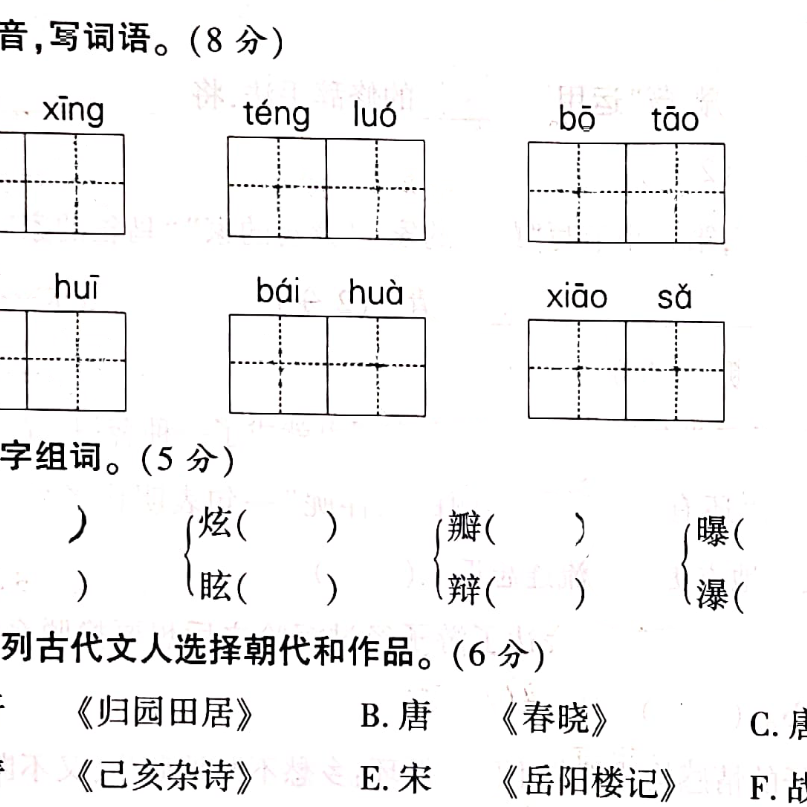 音,写词语。(8分)
xīng téng luó bō tāo
huī bái huà xiāo sǎ
字组词。(5分)
) 炫( ) 瓣( ) 曝(
) 眩( ) 辩( ) 瀑(
列古代文人选择朝代和作品。(6分)
《归园田居》 B.唐 《春晓》 C.唐
《己亥杂诗》 E.宋 《岳阳楼记》 F.战